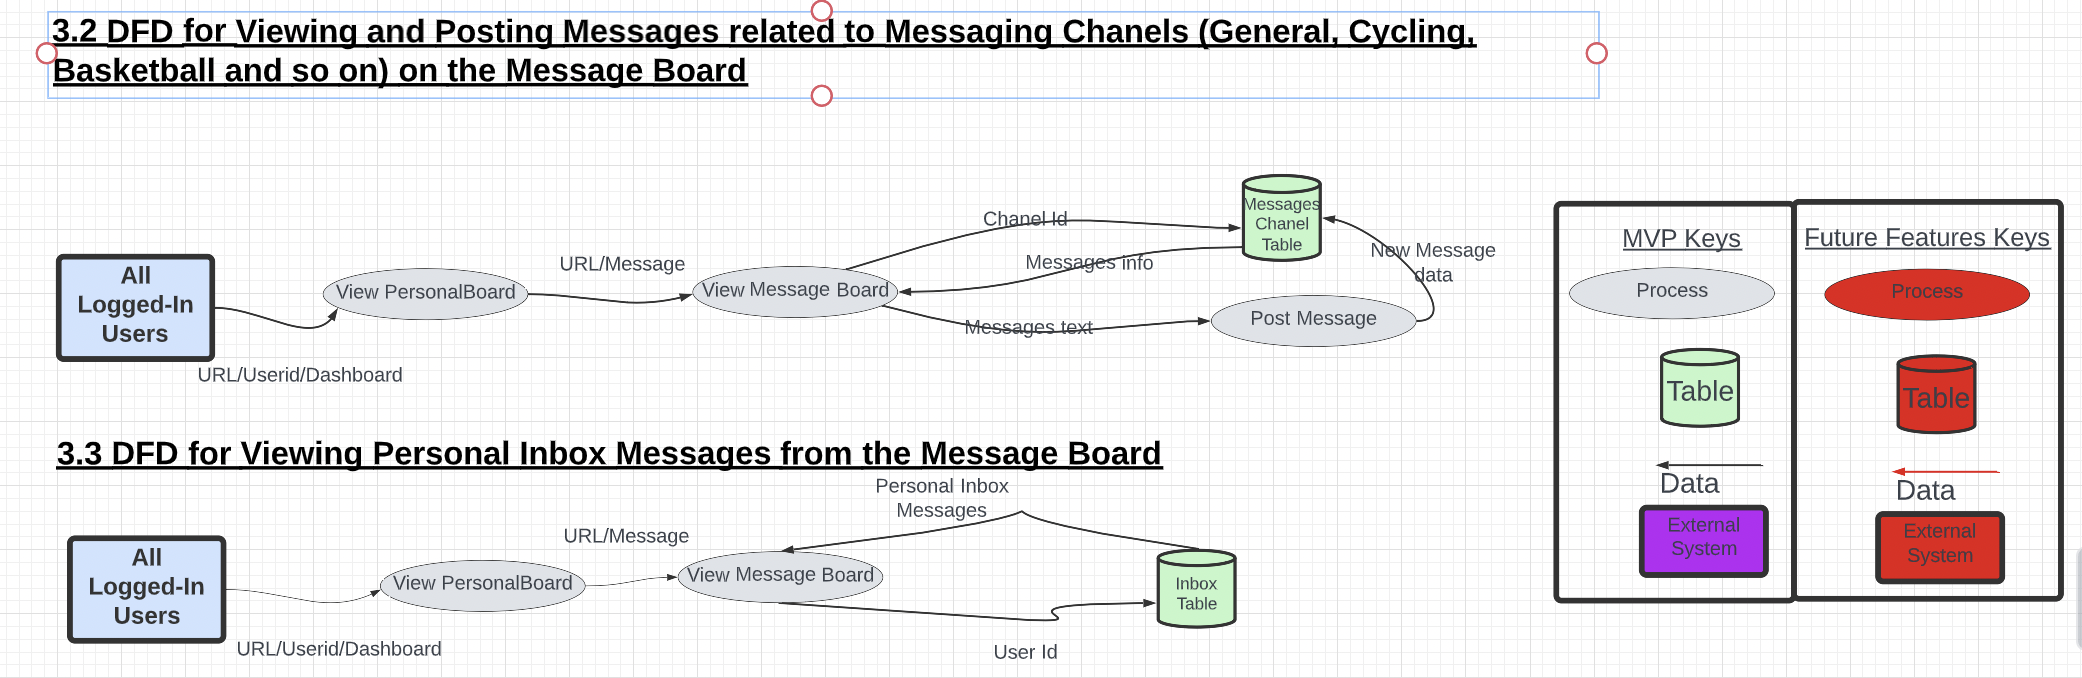 3.2 DFD for Viewing and Posting Messages related to Messaging Chanels (General, Cycling,
Basketball and so on) on the Message Board
All
Logged-In
Users
URL/Userid/Dashboard
View PersonalBoard
URL/Message
View Message Board
Chanel Id
Messages info
Messages text
Messages
Chanel
Table
Post Message
New Message
data
MVP Keys
Process
Table
Data
External
System
Future Features Keys
Process
Table
Data
External
System
3.3 DFD for Viewing Personal Inbox Messages from the Message Board
All
Logged-In
Users
URL/Userid/Dashboard
View PersonalBoard
URL/Message
View Message Board
Personal Inbox
Messages
Inbox
Table
User Id